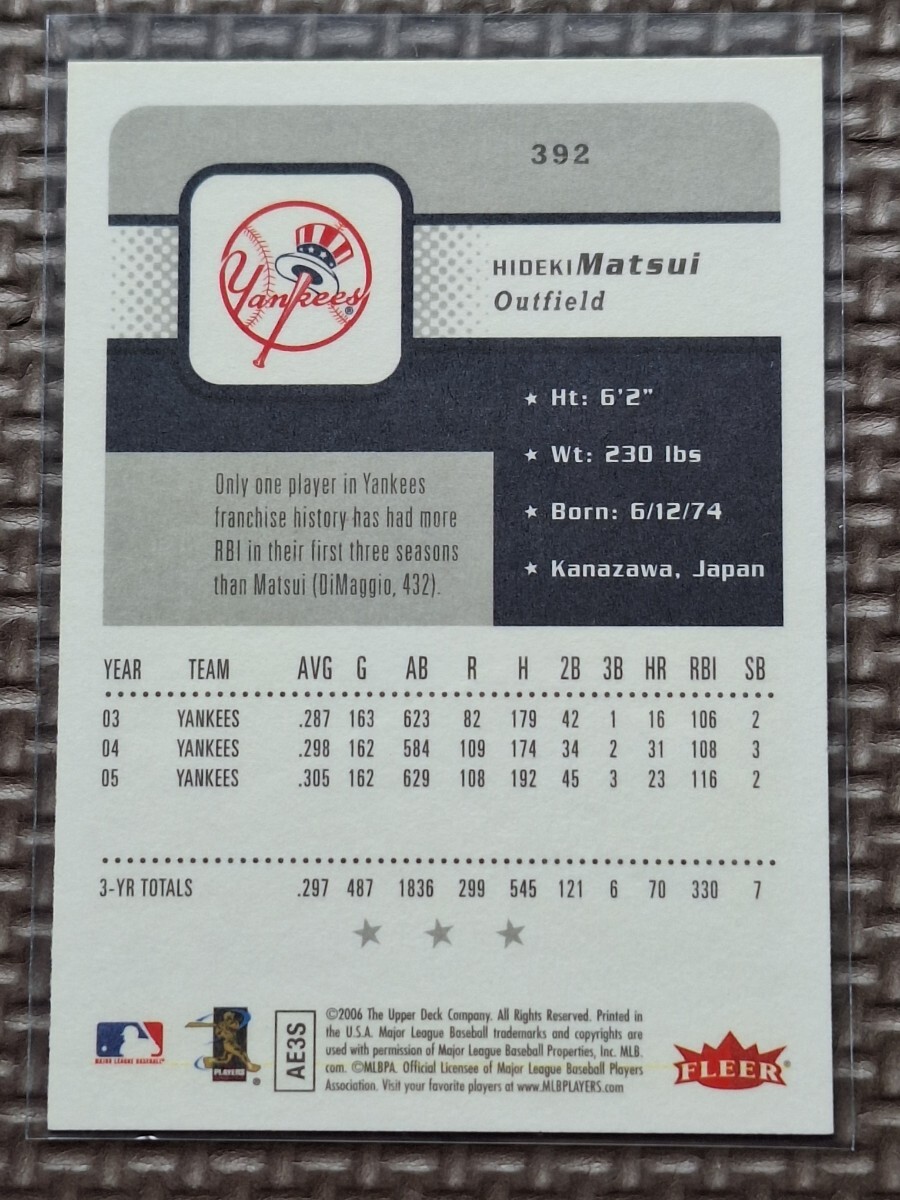 392
Yankees
®
HIDEKI Matsui
Outfield
★ Ht: 6'2"
★ Wt: 230 lbs
★ Born: 6/12/74
★ Kanazawa, Japan
Only one player in Yankees
franchise history has had more
RBI in their first three seasons
than Matsui (DiMaggio, 432).
YEAR TEAM AVG G AB R H 2B 3B HR RBI SB
03 YANKEES .287 163 623 82 179 42 1 16 106 2
04 YANKEES .298 162 584 109 174 34 2 31 108 3
05 YANKEES .305 162 629 108 192 45 3 23 116 2
3-YR TOTALS .297 487 1836 299 545 121 6 70 330 7
MAJOR LEAGUE BASEBALL
PLAYERS
®
AE3S
©2006 The Upper Deck Company. All Rights Reserved. Printed in
the U.S.A. Major League Baseball trademarks and copyrights are
used with permission of Major League Baseball Properties, Inc. MLB.
com. ©MLBPA. Official Licensee of Major League Baseball Players
Association. Visit your favorite players at www.MLBPLAYERS.com
FLEER®